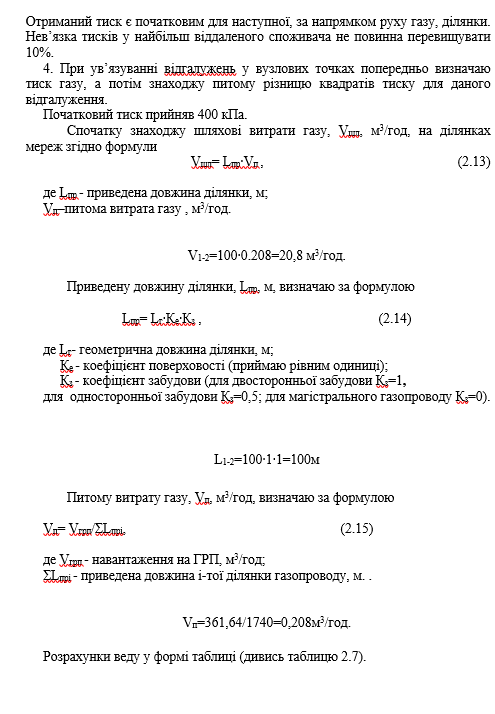 Отриманий тиск є початковим для наступної, за напрямком руху газу, ділянки.
Нев’язка тисків у найбільш віддаленого споживача не повинна перевищувати
10%.
4. При ув’язуванні відгалужень у вузлових точках попередньо визначаю
тиск газу, а потім знаходжу питому різницю квадратів тиску для даного
відгалуження.
Початковий тиск прийняв 400 кПа.
Спочатку знаходжу шляхові витрати газу, Vшл, м³/год, на ділянках
мереж згідно формули
Vшл= Lпр·Vп , (2.13)
де Lпр - приведена довжина ділянки, м;
Vп–питома витрата газу , м³/год.
V1-2=100·0.208=20,8 м³/год.
Приведену довжину ділянки, Lпр, м, визначаю за формулою
Lпр= Lг·Kе·Kз , (2.14)
де Lг- геометрична довжина ділянки, м;
Ке - коефіцієнт поверховості (приймаю рівним одиниці);
Кз - коефіцієнт забудови (для двосторонньої забудови Кз=1,
для односторонньої забудови Кз=0,5; для магістрального газопроводу Кз=0).
L1-2=100·1·1=100м
Питому витрату газу, Vп, м³/год, визначаю за формулою
Vп= Vгрп/ΣLпрі, (2.15)
де Vгрп - навантаження на ГРП, м³/год;
ΣLпрі - приведена довжина і-тої ділянки газопроводу, м. .
Vп=361,64/1740=0,208м³/год.
Розрахунки веду у формі таблиці (дивись таблицю 2.7).